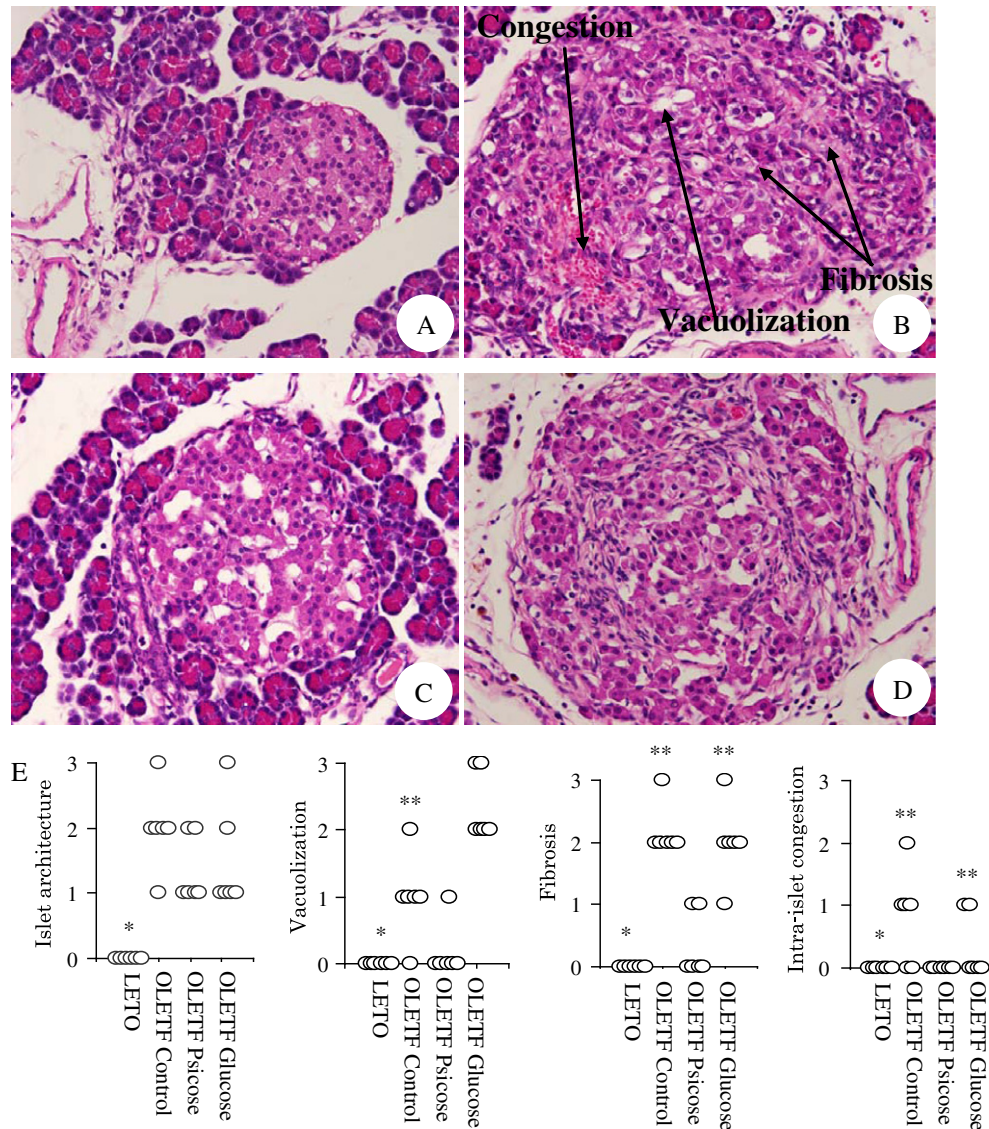 Congestion
Fibrosis
Vacuolization
A
B
C
D
E
Islet architecture
3
2
1
0
*
LETO
OLETF Control
OLETF Psicose
OLETF Glucose
Vacuolization
3
2
1
0
*
**
LETO
OLETF Control
OLETF Psicose
OLETF Glucose
Fibrosis
3
2
1
0
*
**
**
LETO
OLETF Control
OLETF Psicose
OLETF Glucose
Intra-islet congestion
3
2
1
0
*
**
**
LETO
OLETF Control
OLETF Psicose
OLETF Glucose